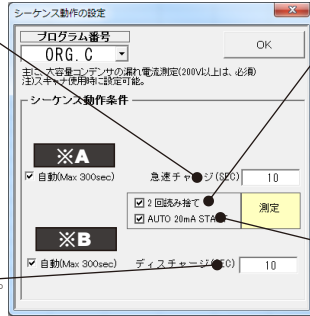 シーケンス動作の設定
プログラム番号
ORG. C
OK
主に、大容量コンデンサの漏れ電流測定(200V以上は、必須)
注)スキャナ使用時に設定可能。
シーケンス動作条件
※A
自動(Max 300sec)
急速チャージ(SEC)
10
2回読み捨て
AUTO 20mA START
測定
※B
自動(Max 300sec)
ディスチャージ(SEC)
10
。